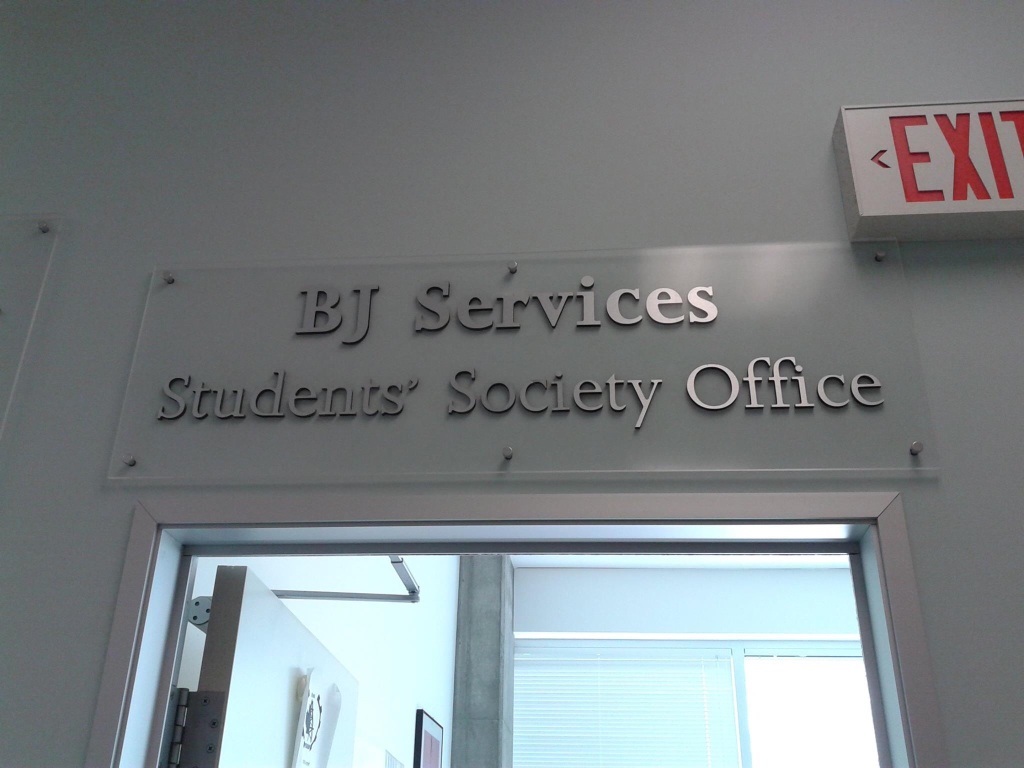 EXIT
BJ Services
Students' Society Office